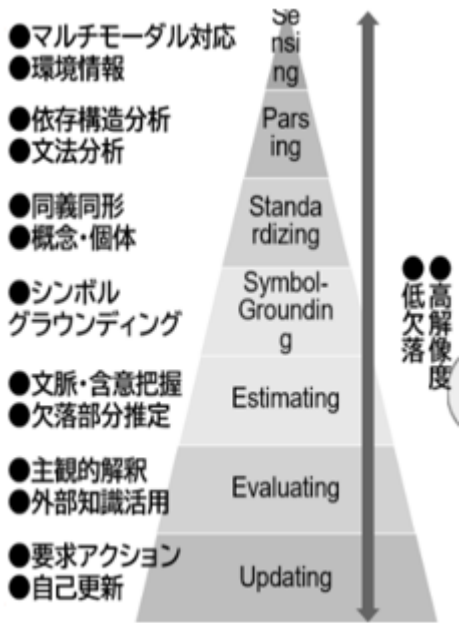 ●マルチモーダル対応
●環境情報
Se
nsi
ng
●依存構造分析
●文法分析
Pars
ing
●同義同形
●概念・個体
Standa
rdizing
●シンボル
グラウンディング
Symbol-
Groundin
g
●文脈・含意把握
●欠落部分推定
Estimating
●主観的解釈
●外部知識活用
Evaluating
●要求アクション
●自己更新
Updating
●高解像度
●低欠落